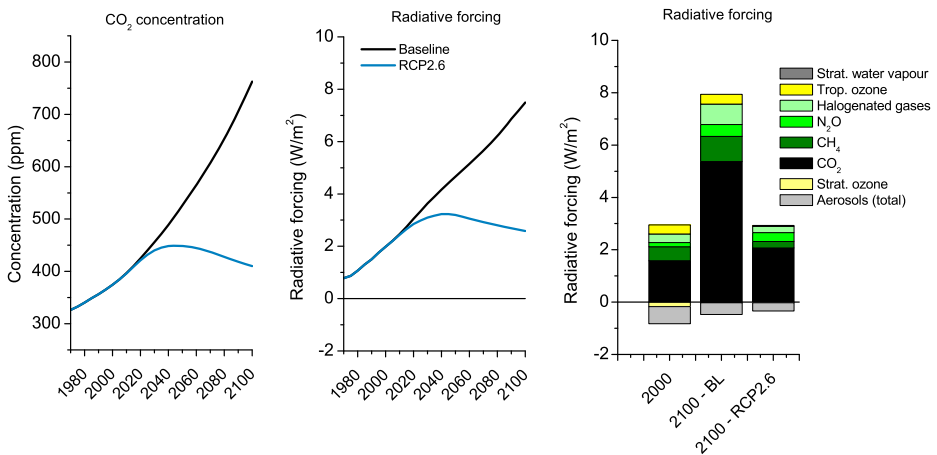 CO2 concentration
Concentration (ppm)
800
700
600
500
400
300
1980
2000
2020
2040
2060
2080
2100
Radiative forcing
Radiative forcing (W/m2)
10
8
6
4
2
0
-2
Baseline
RCP2.6
1980
2000
2020
2040
2060
2080
2100
Radiative forcing
Radiative forcing (W/m2)
10
8
6
4
2
0
-2
Strat. water vapour
Trop. ozone
Halogenated gases
N2O
CH4
CO2
Strat. ozone
Aerosols (total)
2000
2100 - BL
2100 - RCP2.6